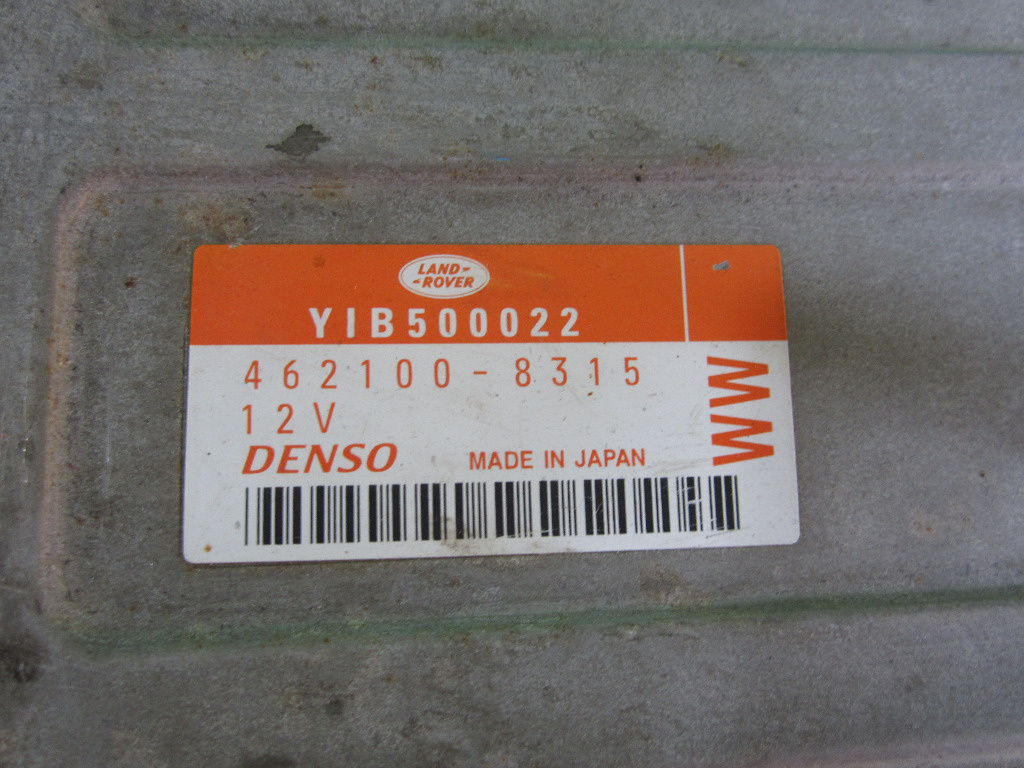 LAND-
-ROVER
YIB500022
462100-8315
12V
DENSO MADE IN JAPAN
WW